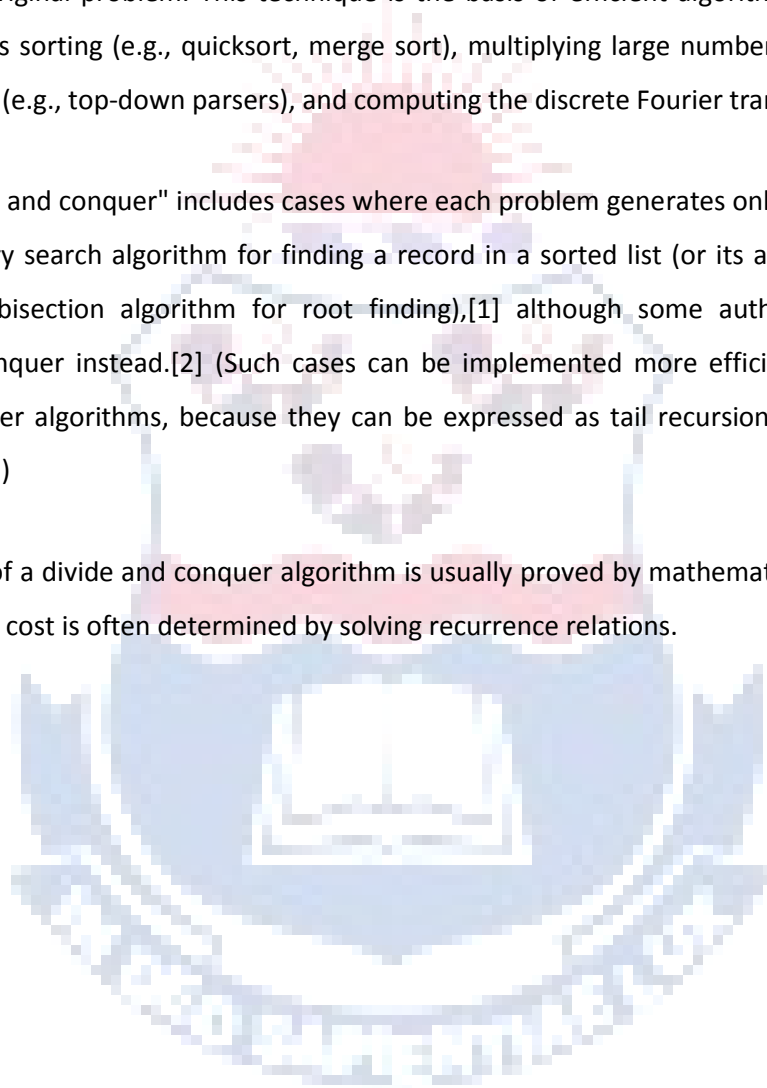 riginal problem. This technique is the basis of efficient algorith
s sorting (e.g., quicksort, merge sort), multiplying large number
(e.g., top-down parsers), and computing the discrete Fourier tran
and conquer" includes cases where each problem generates onl
ry search algorithm for finding a record in a sorted list (or its a
bisection algorithm for root finding),[1] although some auth
nquer instead.[2] (Such cases can be implemented more effici
er algorithms, because they can be expressed as tail recursion
)
of a divide and conquer algorithm is usually proved by mathemat
cost is often determined by solving recurrence relations.